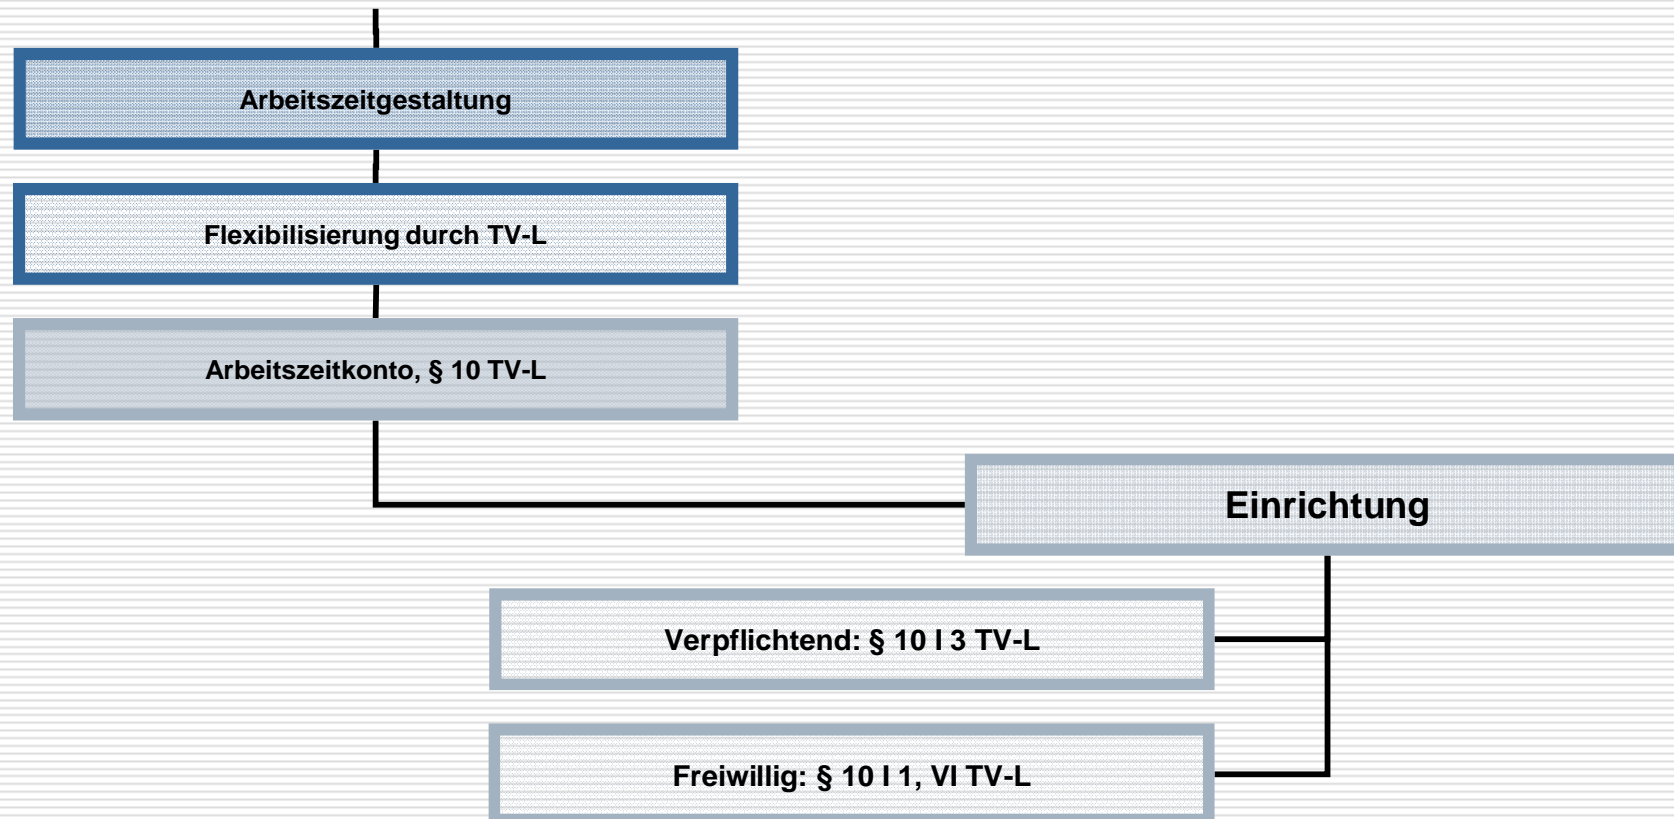 Arbeitszeitgestaltung
Flexibilisierung durch TV-L
Arbeitszeitkonto, § 10 TV-L
Einrichtung
Verpflichtend: § 10 I 3 TV-L
Freiwillig: § 10 I 1, VI TV-L